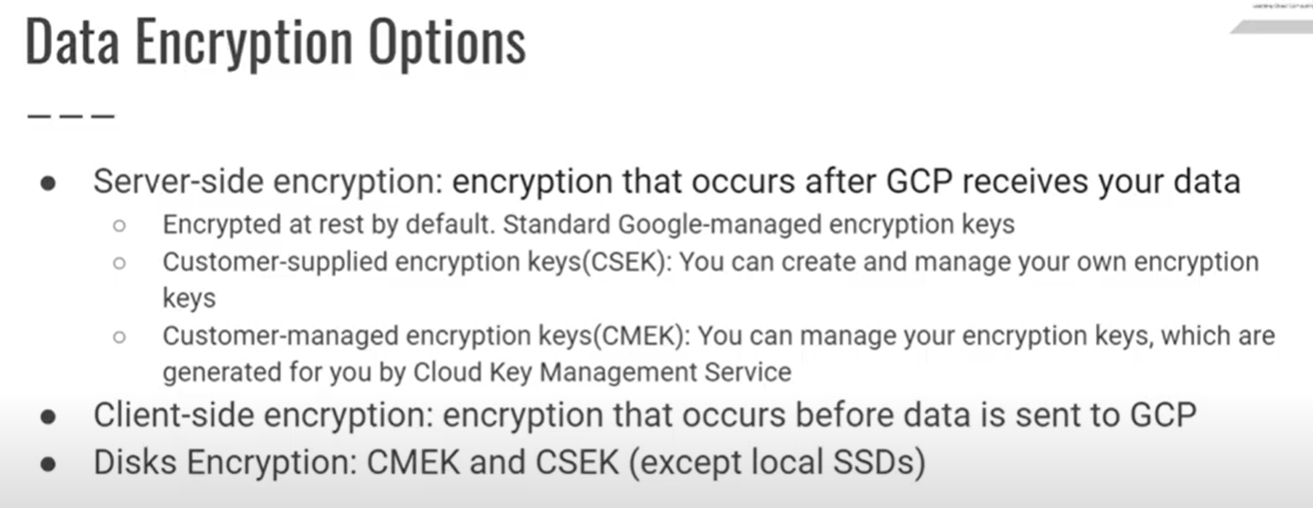 Data Encryption Options
● Server-side encryption: encryption that occurs after GCP receives your data
○ Encrypted at rest by default. Standard Google-managed encryption keys
○ Customer-supplied encryption keys(CSEK): You can create and manage your own encryption
keys
○ Customer-managed encryption keys(CMEK): You can manage your encryption keys, which are
generated for you by Cloud Key Management Service
● Client-side encryption: encryption that occurs before data is sent to GCP
● Disks Encryption: CMEK and CSEK (except local SSDs)